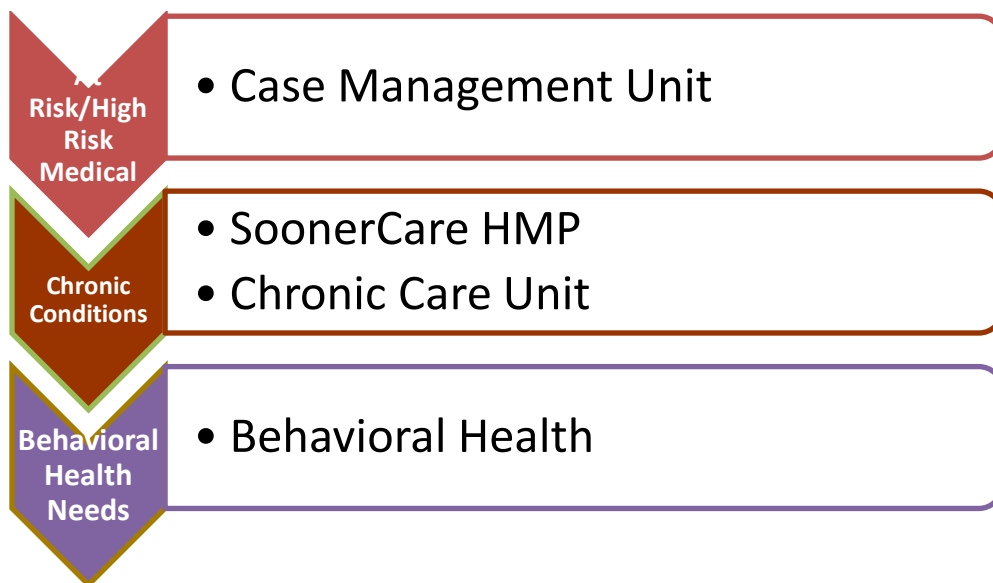 Risk/High
Risk
Medical
• Case Management Unit
Chronic
Conditions
• SoonerCare HMP
• Chronic Care Unit
Behavioral
Health
Needs
• Behavioral Health